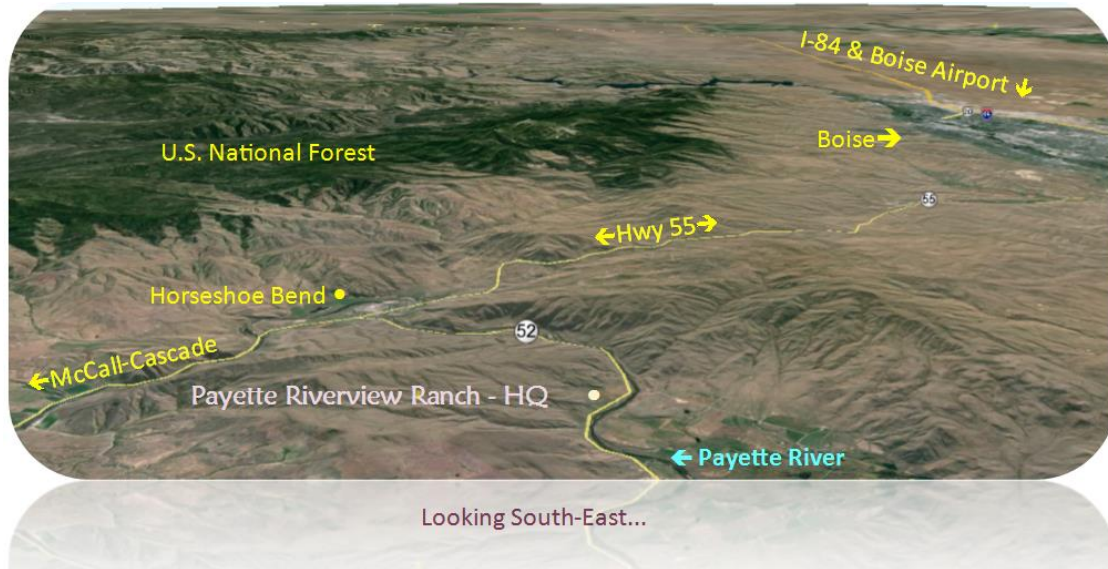 I-84 & Boise Airport ↓
Boise→
U.S. National Forest
55
←Hwy 55→
Horseshoe Bend
52
←McCall-Cascade
Payette Riverview Ranch - HQ
← Payette River
Looking South-East...